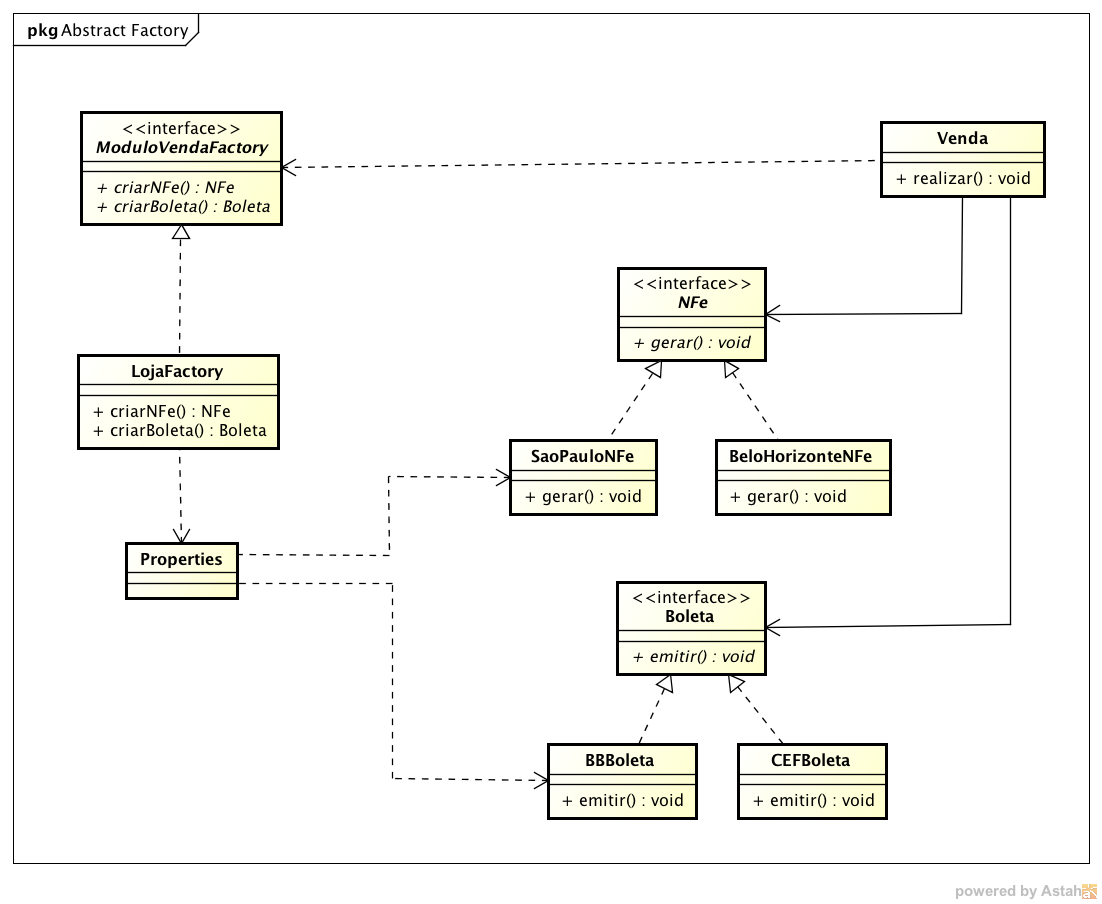 pkg Abstract Factory
<<interface>>
ModuloVendaFactory
+ criarNFe() : NFe
+ criarBoleta() : Boleta
Venda
+ realizar() : void
<<interface>>
NFe
+ gerar() : void
LojaFactory
+ criarNFe() : NFe
+ criarBoleta() : Boleta
SaoPauloNFe
+ gerar() : void
BeloHorizonteNFe
+ gerar() : void
Properties
<<interface>>
Boleta
+ emitir() : void
BBBoleta
+ emitir() : void
CEFBoleta
+ emitir() : void
powered by Astah